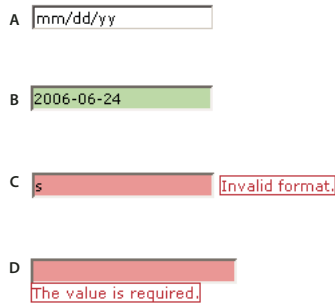 A mm/dd/yy
B 2006-06-24
C s Invalid format.
D
The value is required.